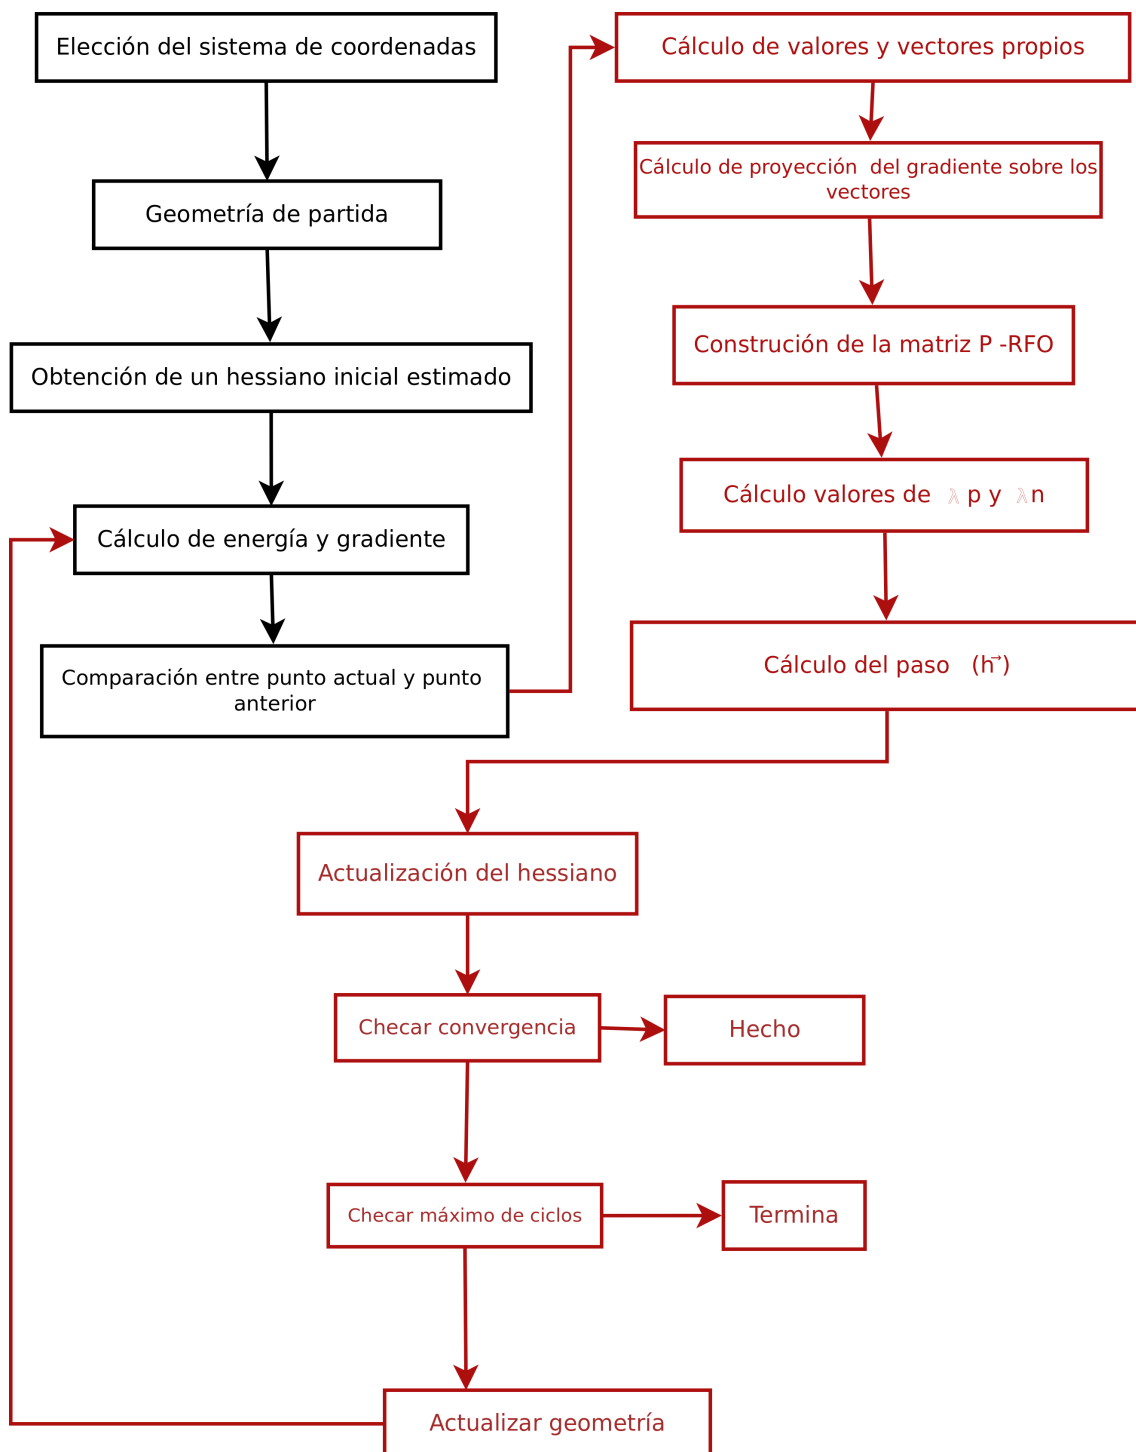 Elección del sistema de coordenadas
Geometría de partida
Obtención de un hessiano inicial estimado
Cálculo de energía y gradiente
Comparación entre punto actual y punto
anterior
Cálculo de valores y vectores propios
Cálculo de proyección  del gradiente sobre los
vectores
Construción de la matriz P -RFO
Cálculo valores de  λ p y  λ n
Cálculo del paso   (h⃗)
Actualización del hessiano
Checar convergencia
Hecho
Checar máximo de ciclos
Termina
Actualizar geometría